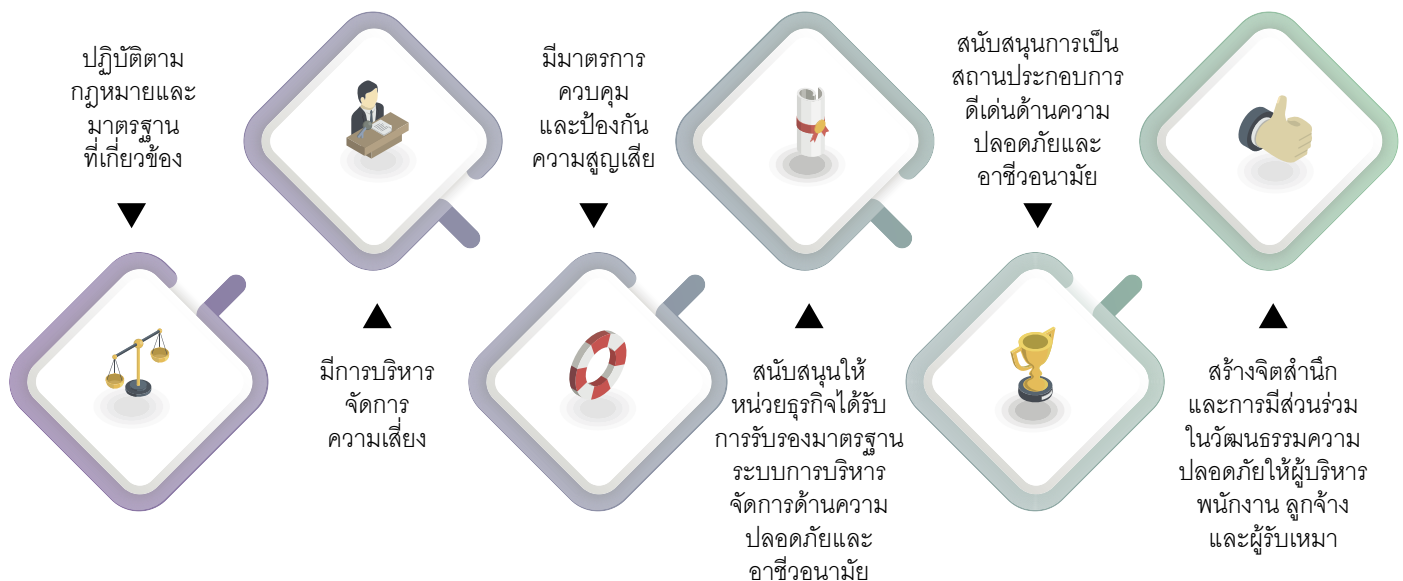 ปฏิบัติตาม
กฎหมายและ
มาตรฐาน
ที่เกี่ยวข้อง
มีการบริหาร
จัดการ
ความเสี่ยง
มีมาตรการ
ควบคุม
และป้องกัน
ความสูญเสีย
สนับสนุนให้
หน่วยธุรกิจได้รับ
การรับรองมาตรฐาน
ระบบการบริหาร
จัดการด้านความ
ปลอดภัยและ
อาชีวอนามัย
สนับสนุนการเป็น
สถานประกอบการ
ดีเด่นด้านความ
ปลอดภัยและ
อาชีวอนามัย
สร้างจิตสำนึก
และการมีส่วนร่วม
ในวัฒนธรรมความ
ปลอดภัยให้ผู้บริหาร
พนักงาน ลูกจ้าง
และผู้รับเหมา